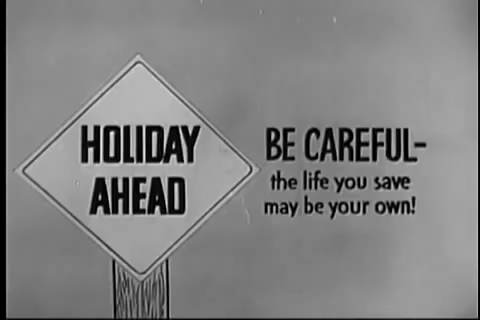 HOLIDAY
AHEAD
BE CAREFUL-
the life you save
may be your own!